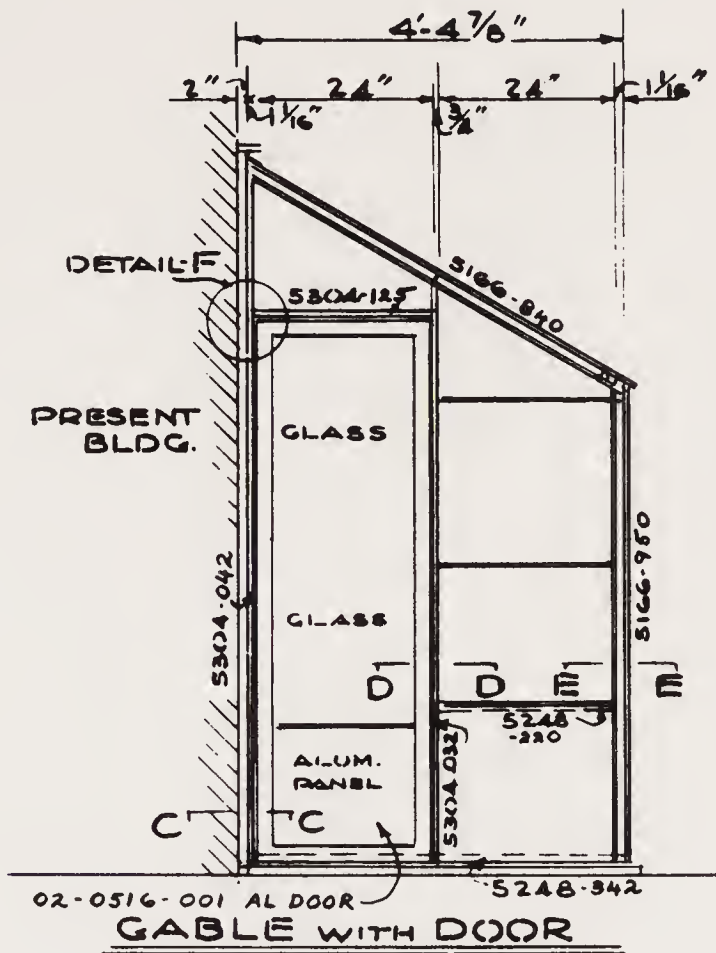 4'-4 7/8"
2" 24" 24" 1 1/16"
1 1/16" 3/4"
DETAIL-F
5304-125
5166-840
PRESENT
BLDG.
GLASS
5304-042
GLASS
5166-950
D D E E
5248
-220
ALUM.
PANEL
5304-032
C C
02-0516-001 AL DOOR
5248-342
GABLE WITH DOOR